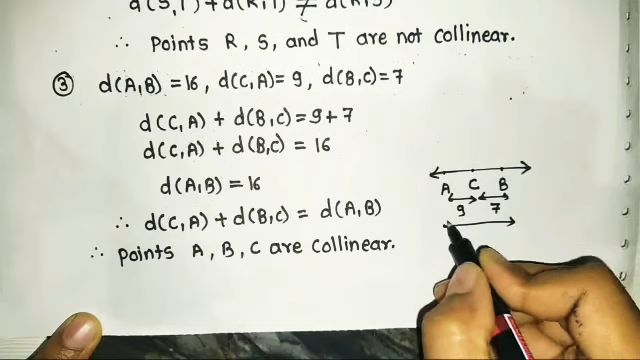 d(S,T) + d(R,T) ≠ d(R,S)
∴ Points R, S, and T are not collinear.
③ d(A,B) = 16, d(C,A) = 9, d(B,C) = 7
d(C,A) + d(B,C) = 9 + 7
d(C,A) + d(B,C) = 16
d(A,B) = 16
∴ d(C,A) + d(B,C) = d(A,B)
∴ points A, B, C are collinear.
A C B
9 7